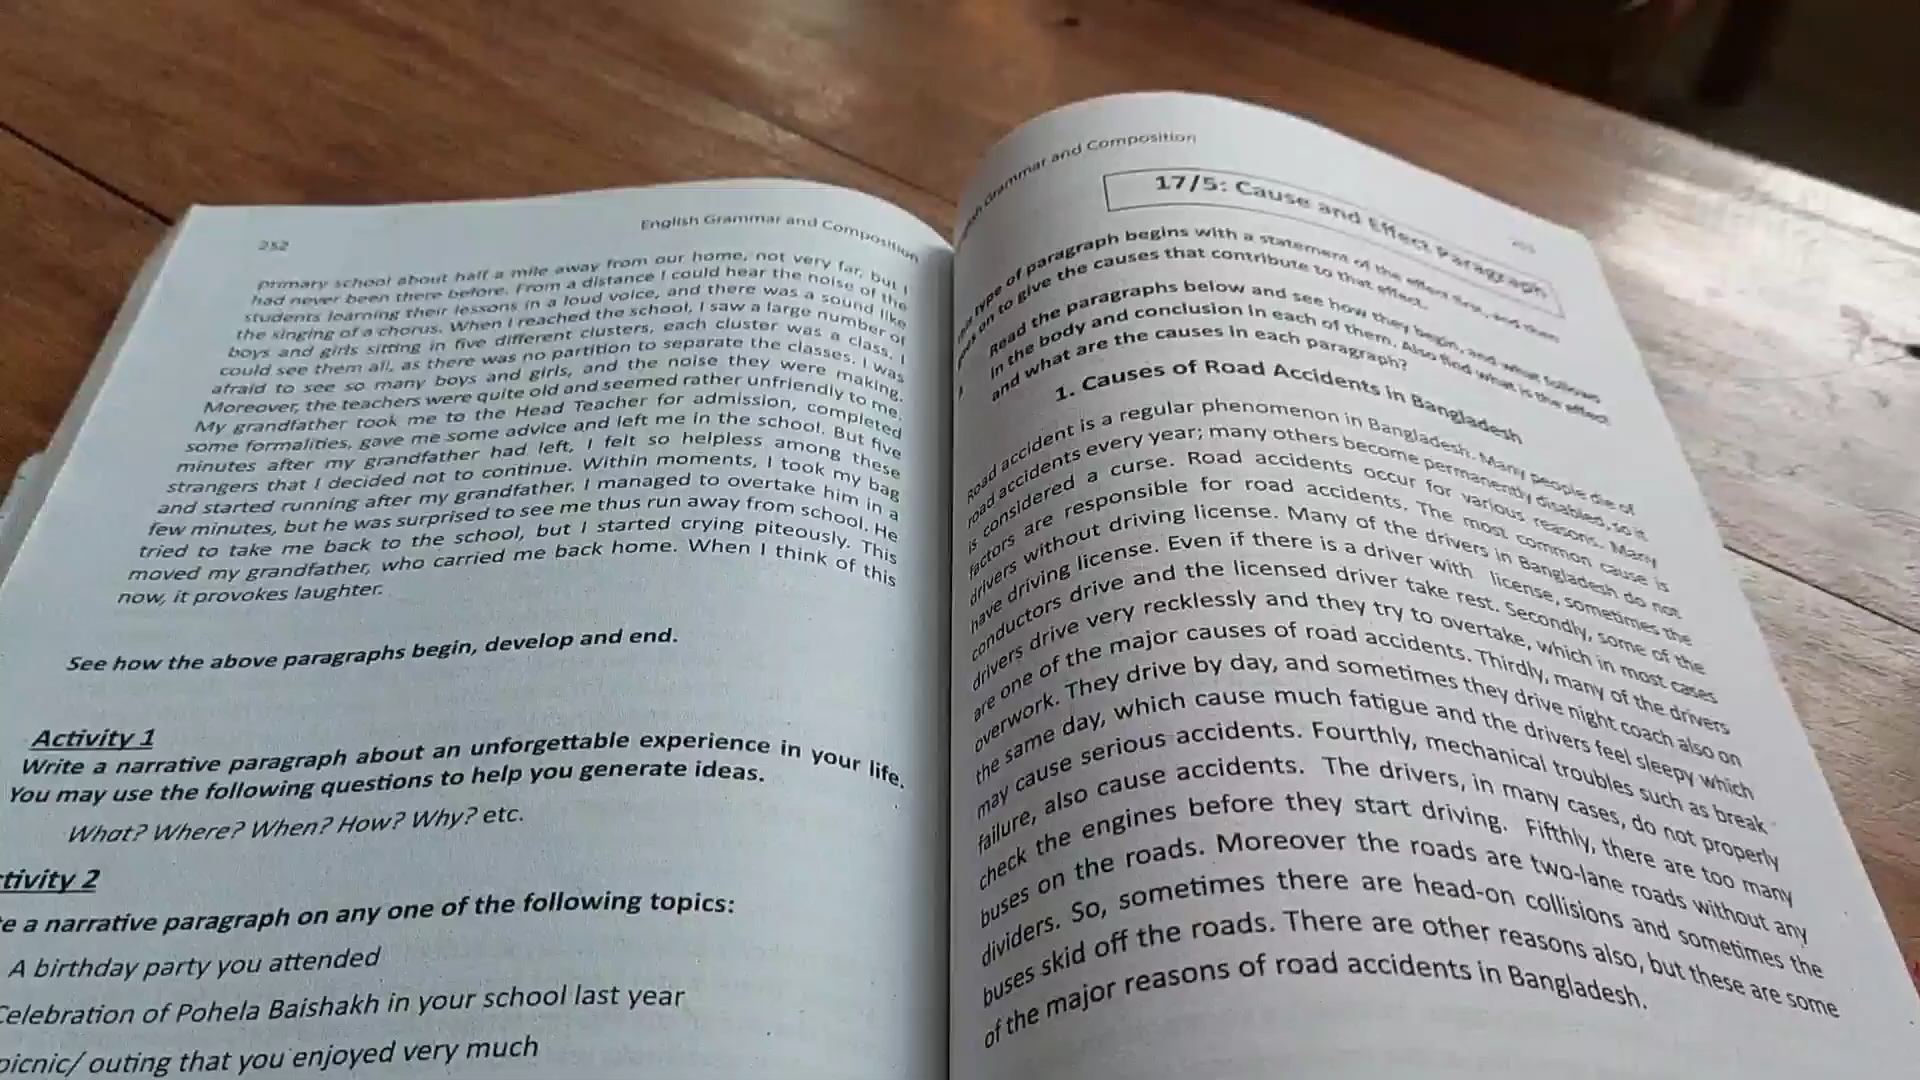 252
English Grammar and Composition
primary school about half a mile away from our home, not very far, but I
had never been there before. From a distance I could hear the noise of the
students learning their lessons in a loud voice, and there was a sound like
the singing of a chorus. When I reached the school, I saw a large number of
boys and girls sitting in five different clusters, each cluster was a class. I
could see them all, as there was no partition to separate the classes. I was
afraid to see so many boys and girls, and the noise they were making.
Moreover, the teachers were quite old and seemed rather unfriendly to me.
My grandfather took me to the Head Teacher for admission, completed
some formalities, gave me some advice and left me in the school. But five
minutes after my grandfather had left, I felt so helpless among these
strangers that I decided not to continue. Within moments, I took my bag
and started running after my grandfather. I managed to overtake him in a
few minutes, but he was surprised to see me thus run away from school. He
tried to take me back to the school, but I started crying piteously. This
moved my grandfather, who carried me back home. When I think of this
now, it provokes laughter.
See how the above paragraphs begin, develop and end.
Activity 1
Write a narrative paragraph about an unforgettable experience in your life.
You may use the following questions to help you generate ideas.
What? Where? When? How? Why? etc.
tivity 2
e a narrative paragraph on any one of the following topics:
A birthday party you attended
Celebration of Pohela Baishakh in your school last year
picnic/ outing that you enjoyed very much
Grammar and Composition
17/5: Cause and Effect Paragraph
type of paragraph begins with a statement of the effect first, and then
on to give the causes that contribute to that effect.
Read the paragraphs below and see how they begin, and what follows
in the body and conclusion in each of them. Also find what is the effect
and what are the causes in each paragraph?
1. Causes of Road Accidents in Bangladesh
Road accident is a regular phenomenon in Bangladesh. Many people die of
road accidents every year; many others become permanently disabled, so it
is considered a curse. Road accidents occur for various reasons. Many
factors are responsible for road accidents. The most common cause is
drivers without driving license. Many of the drivers in Bangladesh do not
have driving license. Even if there is a driver with license, sometimes the
conductors drive and the licensed driver take rest. Secondly, some of the
drivers drive very recklessly and they try to overtake, which in most cases
are one of the major causes of road accidents. Thirdly, many of the drivers
overwork. They drive by day, and sometimes they drive night coach also on
the same day, which cause much fatigue and the drivers feel sleepy which
may cause serious accidents. Fourthly, mechanical troubles such as break
failure, also cause accidents. The drivers, in many cases, do not properly
check the engines before they start driving. Fifthly, there are too many
buses on the roads. Moreover the roads are two-lane roads without any
dividers. So, sometimes there are head-on collisions and sometimes the
buses skid off the roads. There are other reasons also, but these are some
of the major reasons of road accidents in Bangladesh.